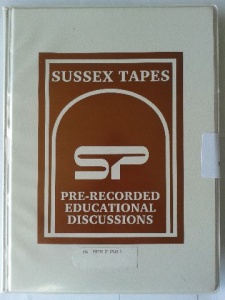 SUSSEX TAPES
SP
PRE-RECORDED
EDUCATIONAL
DISCUSSIONS